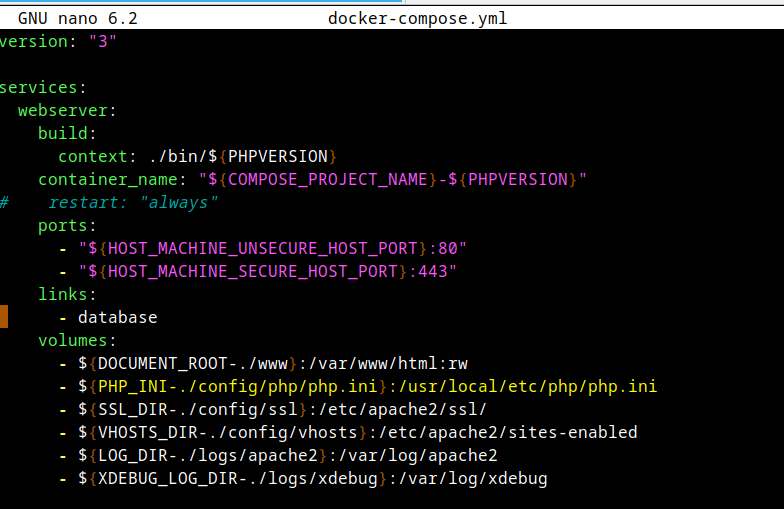 GNU nano 6.2 docker-compose.yml
version: "3"
services:
  webserver:
    build:
      context: ./bin/${PHPVERSION}
    container_name: "${COMPOSE_PROJECT_NAME}-${PHPVERSION}"
#    restart: "always"
    ports:
      - "${HOST_MACHINE_UNSECURE_HOST_PORT}:80"
      - "${HOST_MACHINE_SECURE_HOST_PORT}:443"
    links:
      - database
    volumes:
      - ${DOCUMENT_ROOT-./www}:/var/www/html:rw
      - ${PHP_INI-./config/php/php.ini}:/usr/local/etc/php/php.ini
      - ${SSL_DIR-./config/ssl}:/etc/apache2/ssl/
      - ${VHOSTS_DIR-./config/vhosts}:/etc/apache2/sites-enabled
      - ${LOG_DIR-./logs/apache2}:/var/log/apache2
      - ${XDEBUG_LOG_DIR-./logs/xdebug}:/var/log/xdebug